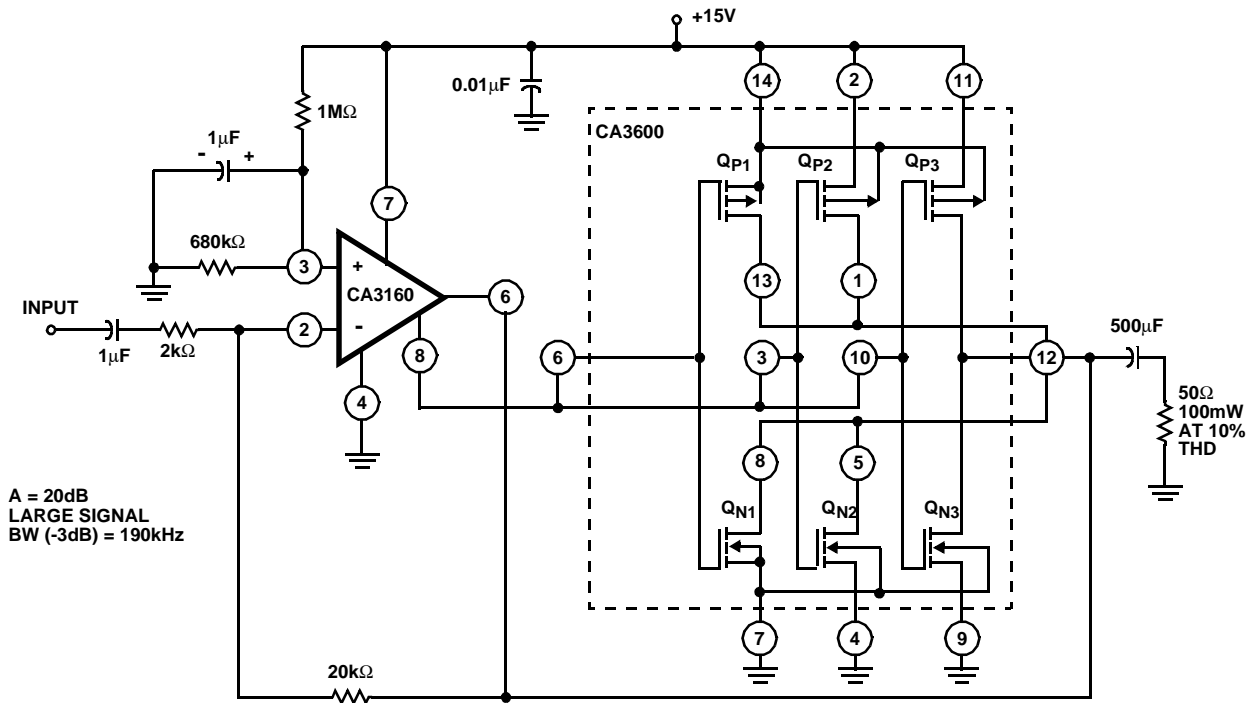 +15V
14
2
11
0.01μF
1MΩ
CA3600
1μF
- +
QP1
QP2
QP3
7
680kΩ
3
+
CA3160
6
13
1
INPUT
2
-
500μF
1μF
2kΩ
8
6
3
10
12
4
50Ω
100mW
AT 10%
THD
8
5
A = 20dB
LARGE SIGNAL
BW (-3dB) = 190kHz
QN1
QN2
QN3
7
4
9
20kΩ